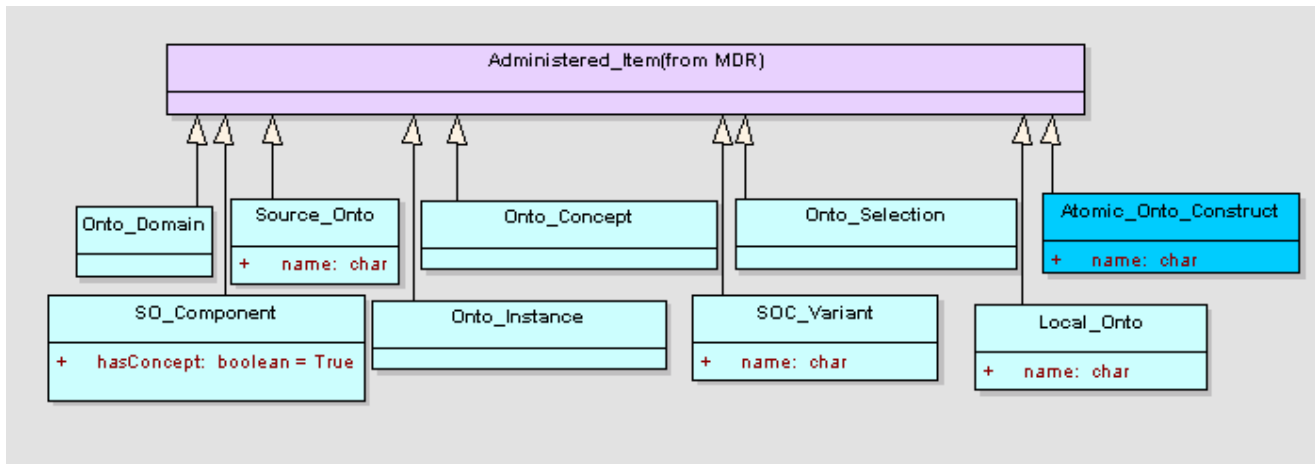 Administered_Item(from MDR)
Onto_Domain
Source_Onto
+ name: char
Onto_Concept
Onto_Selection
Atomic_Onto_Construct
+ name: char
SO_Component
+ hasConcept: boolean = True
Onto_Instance
SOC_Variant
+ name: char
Local_Onto
+ name: char